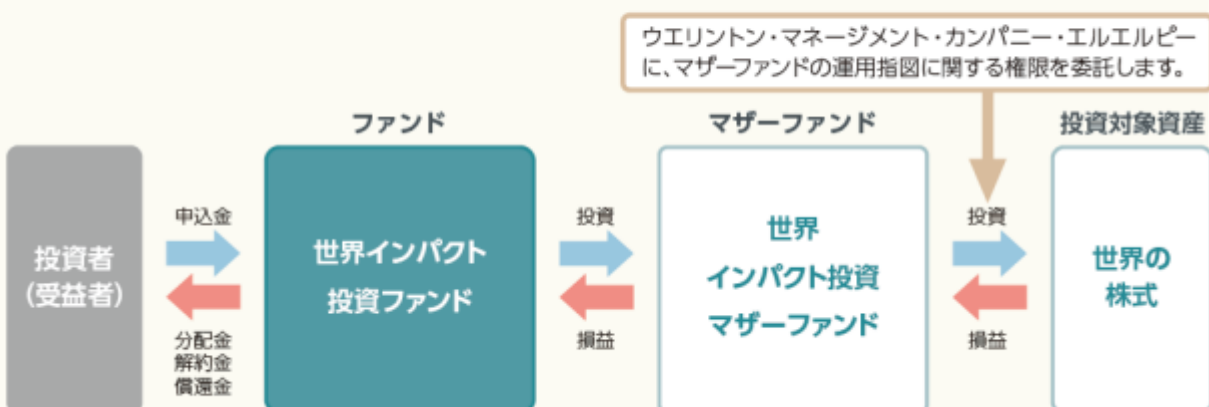 ウエリントン・マネージメント・カンパニー・エルエルピー
に、マザーファンドの運用指図に関する権限を委託します。
ファンド
マザーファンド
投資対象資産
投資者
(受益者)
申込金
分配金
解約金
償還金
世界インパクト
投資ファンド
投資
損益
世界
インパクト投資
マザーファンド
投資
損益
世界の
株式